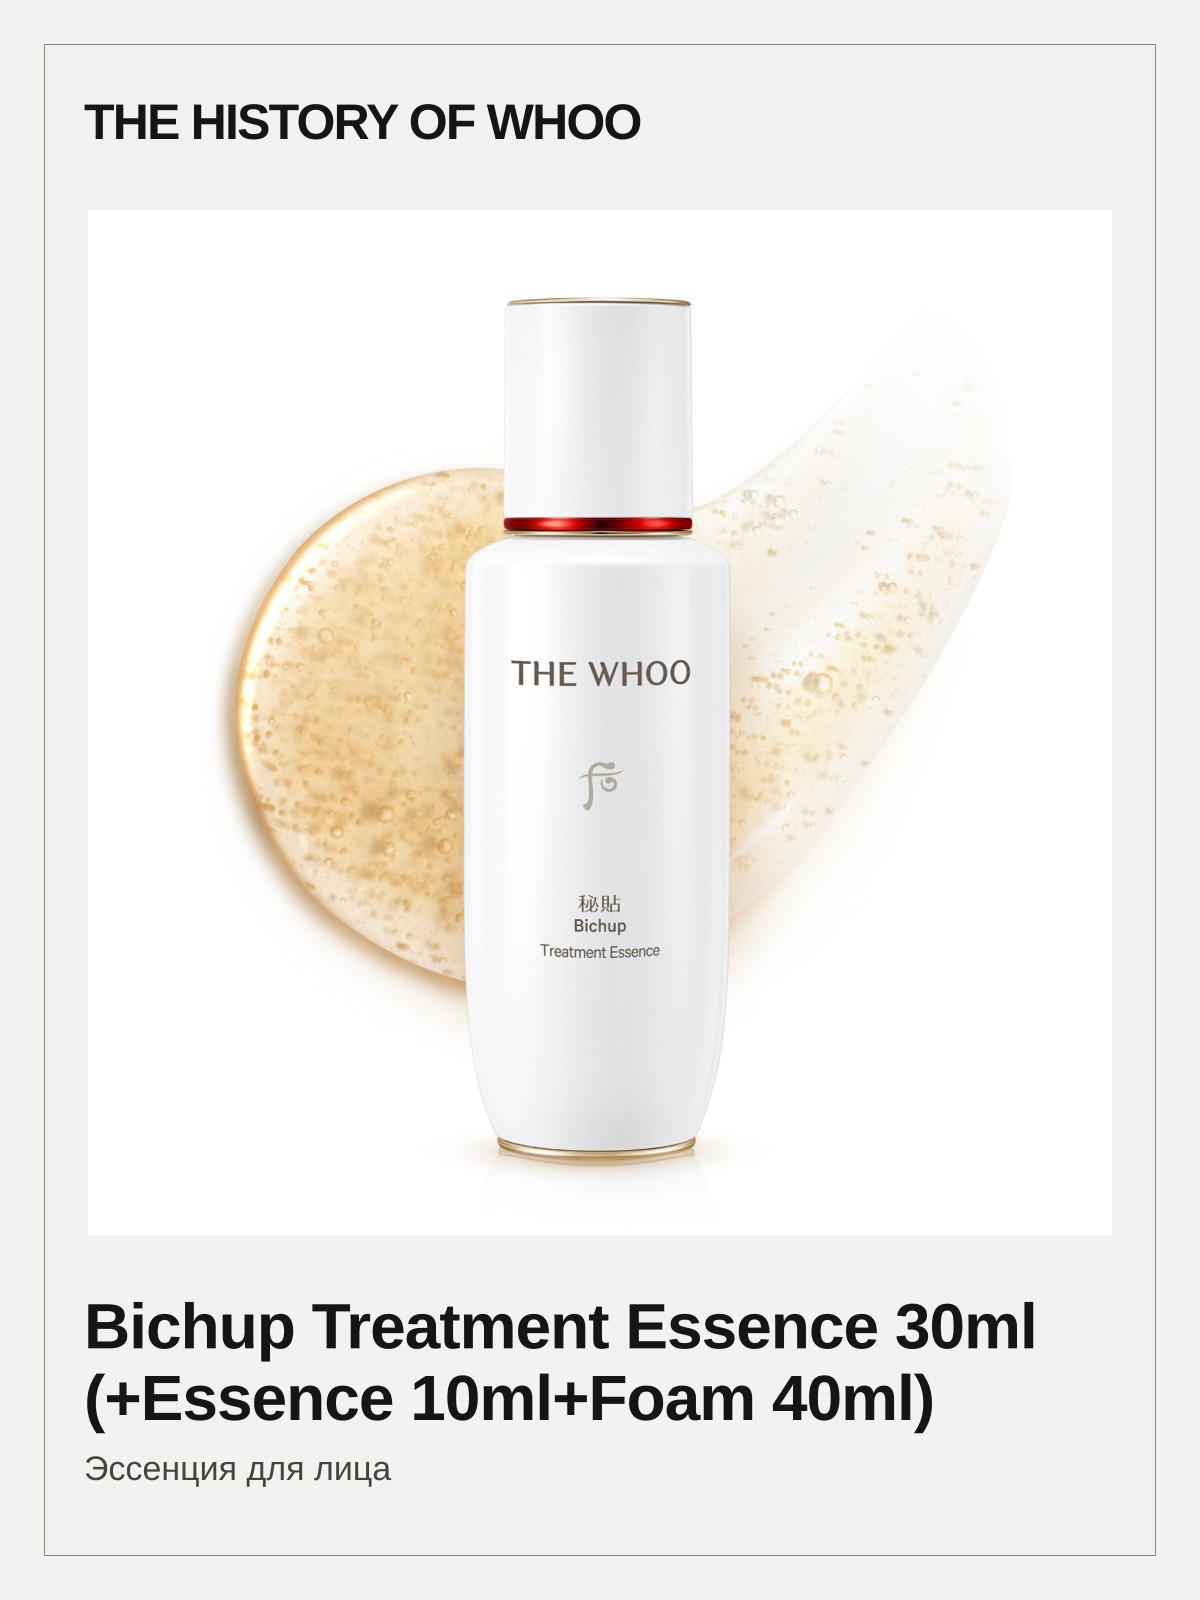 THE HISTORY OF WHOO
THE WHOO
秘貼
Bichup
Treatment Essence
Bichup Treatment Essence 30ml
(+Essence 10ml+Foam 40ml)
Эссенция для лица